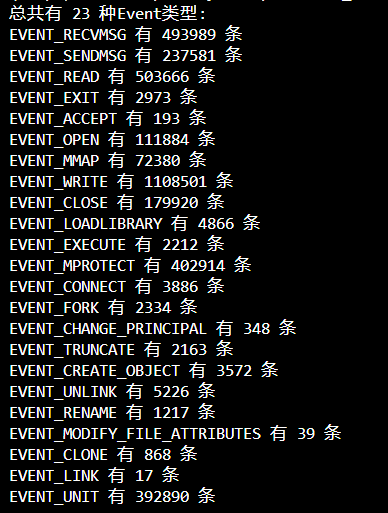 总共有 23 种Event类型:
EVENT_RECVMSG 有 493989 条
EVENT_SENDMSG 有 237581 条
EVENT_READ 有 503666 条
EVENT_EXIT 有 2973 条
EVENT_ACCEPT 有 193 条
EVENT_OPEN 有 111884 条
EVENT_MMAP 有 72380 条
EVENT_WRITE 有 1108501 条
EVENT_CLOSE 有 179920 条
EVENT_LOADLIBRARY 有 4866 条
EVENT_EXECUTE 有 2212 条
EVENT_MPROTECT 有 402914 条
EVENT_CONNECT 有 3886 条
EVENT_FORK 有 2334 条
EVENT_CHANGE_PRINCIPAL 有 348 条
EVENT_TRUNCATE 有 2163 条
EVENT_CREATE_OBJECT 有 3572 条
EVENT_UNLINK 有 5226 条
EVENT_RENAME 有 1217 条
EVENT_MODIFY_FILE_ATTRIBUTES 有 39 条
EVENT_CLONE 有 868 条
EVENT_LINK 有 17 条
EVENT_UNIT 有 392890 条